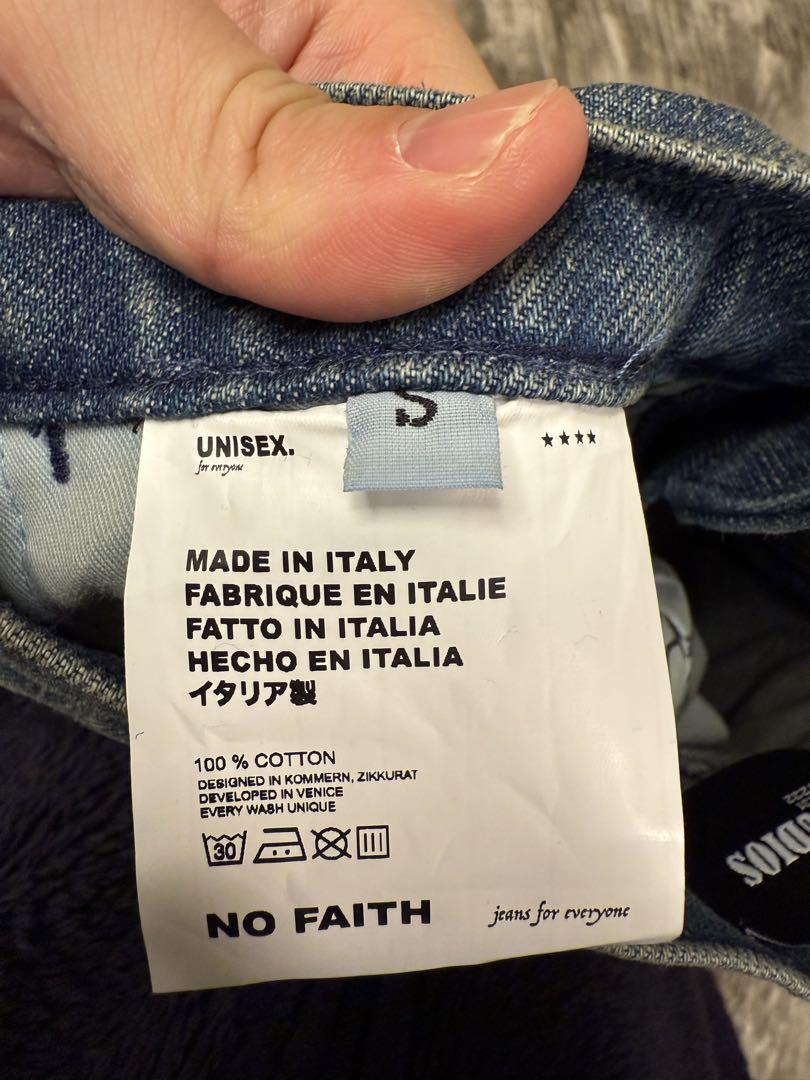 S
UNISEX.
for everyone
★★★★
MADE IN ITALY
FABRIQUE EN ITALIE
FATTO IN ITALIA
HECHO EN ITALIA
イタリア製
100 % COTTON
DESIGNED IN KOMMERN, ZIKKURAT
DEVELOPED IN VENICE
EVERY WASH UNIQUE
30
NO FAITH
jeans for everyone